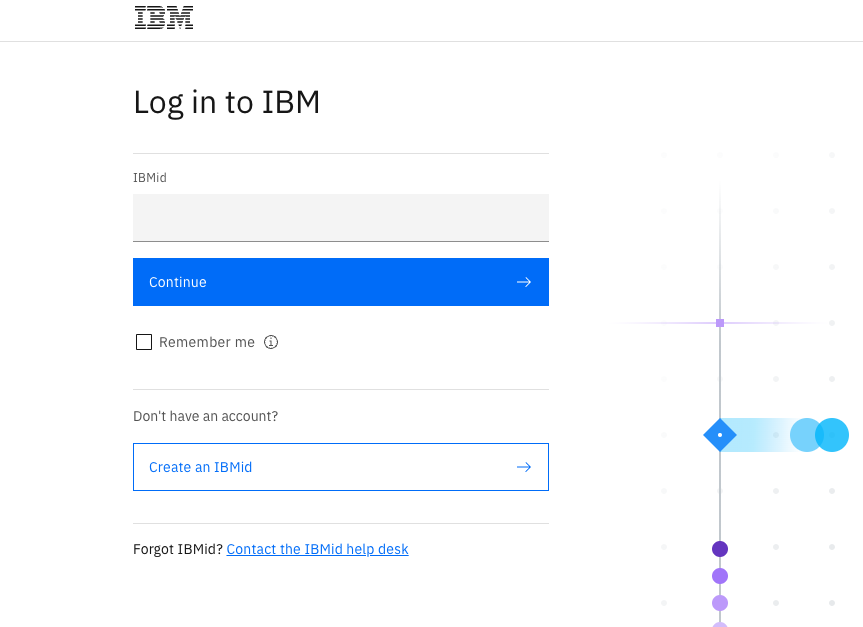 IBM
Log in to IBM
IBMid
Continue
Remember me
Don't have an account?
Create an IBMid
Forgot IBMid? Contact the IBMid help desk